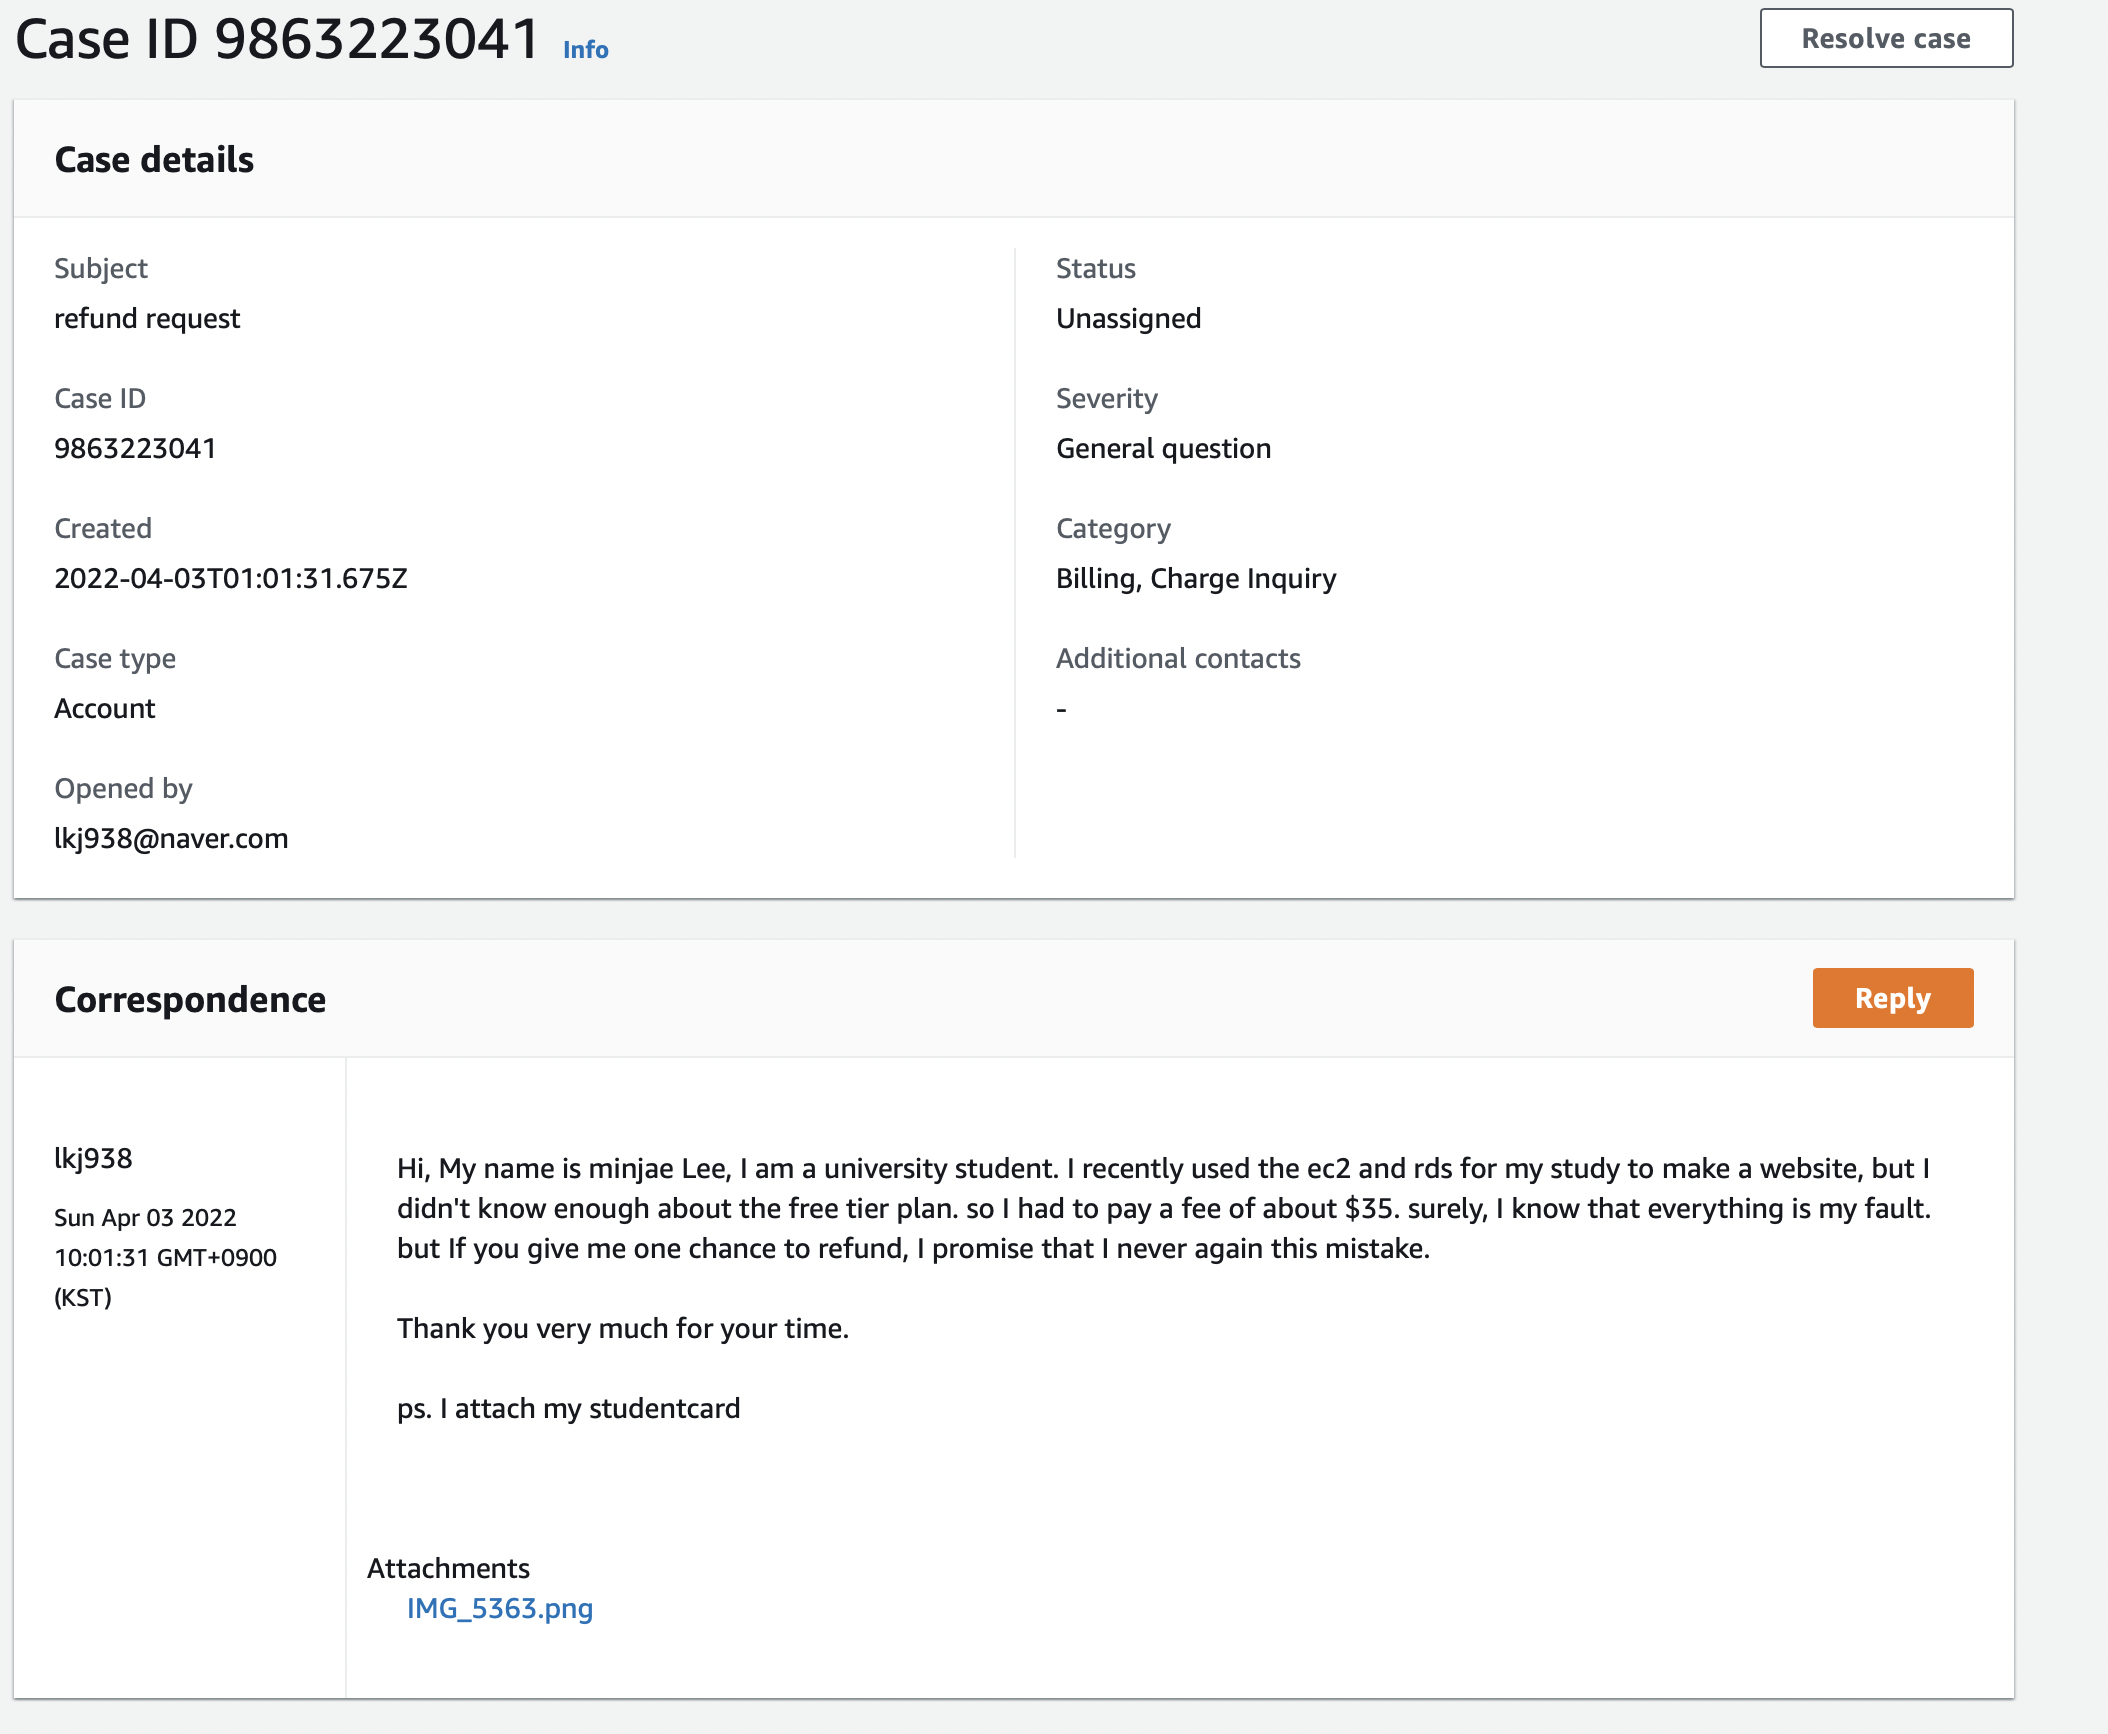 Case ID 9863223041 Info
Resolve case
Case details
Subject
refund request
Case ID
9863223041
Created
2022-04-03T01:01:31.675Z
Case type
Account
Opened by
lkj938@naver.com
Status
Unassigned
Severity
General question
Category
Billing, Charge Inquiry
Additional contacts
-
Correspondence
Reply
lkj938
Sun Apr 03 2022
10:01:31 GMT+0900
(KST)
Hi, My name is minjae Lee, I am a university student. I recently used the ec2 and rds for my study to make a website, but I
didn't know enough about the free tier plan. so I had to pay a fee of about $35. surely, I know that everything is my fault.
but If you give me one chance to refund, I promise that I never again this mistake.
Thank you very much for your time.
ps. I attach my studentcard
Attachments
IMG_5363.png